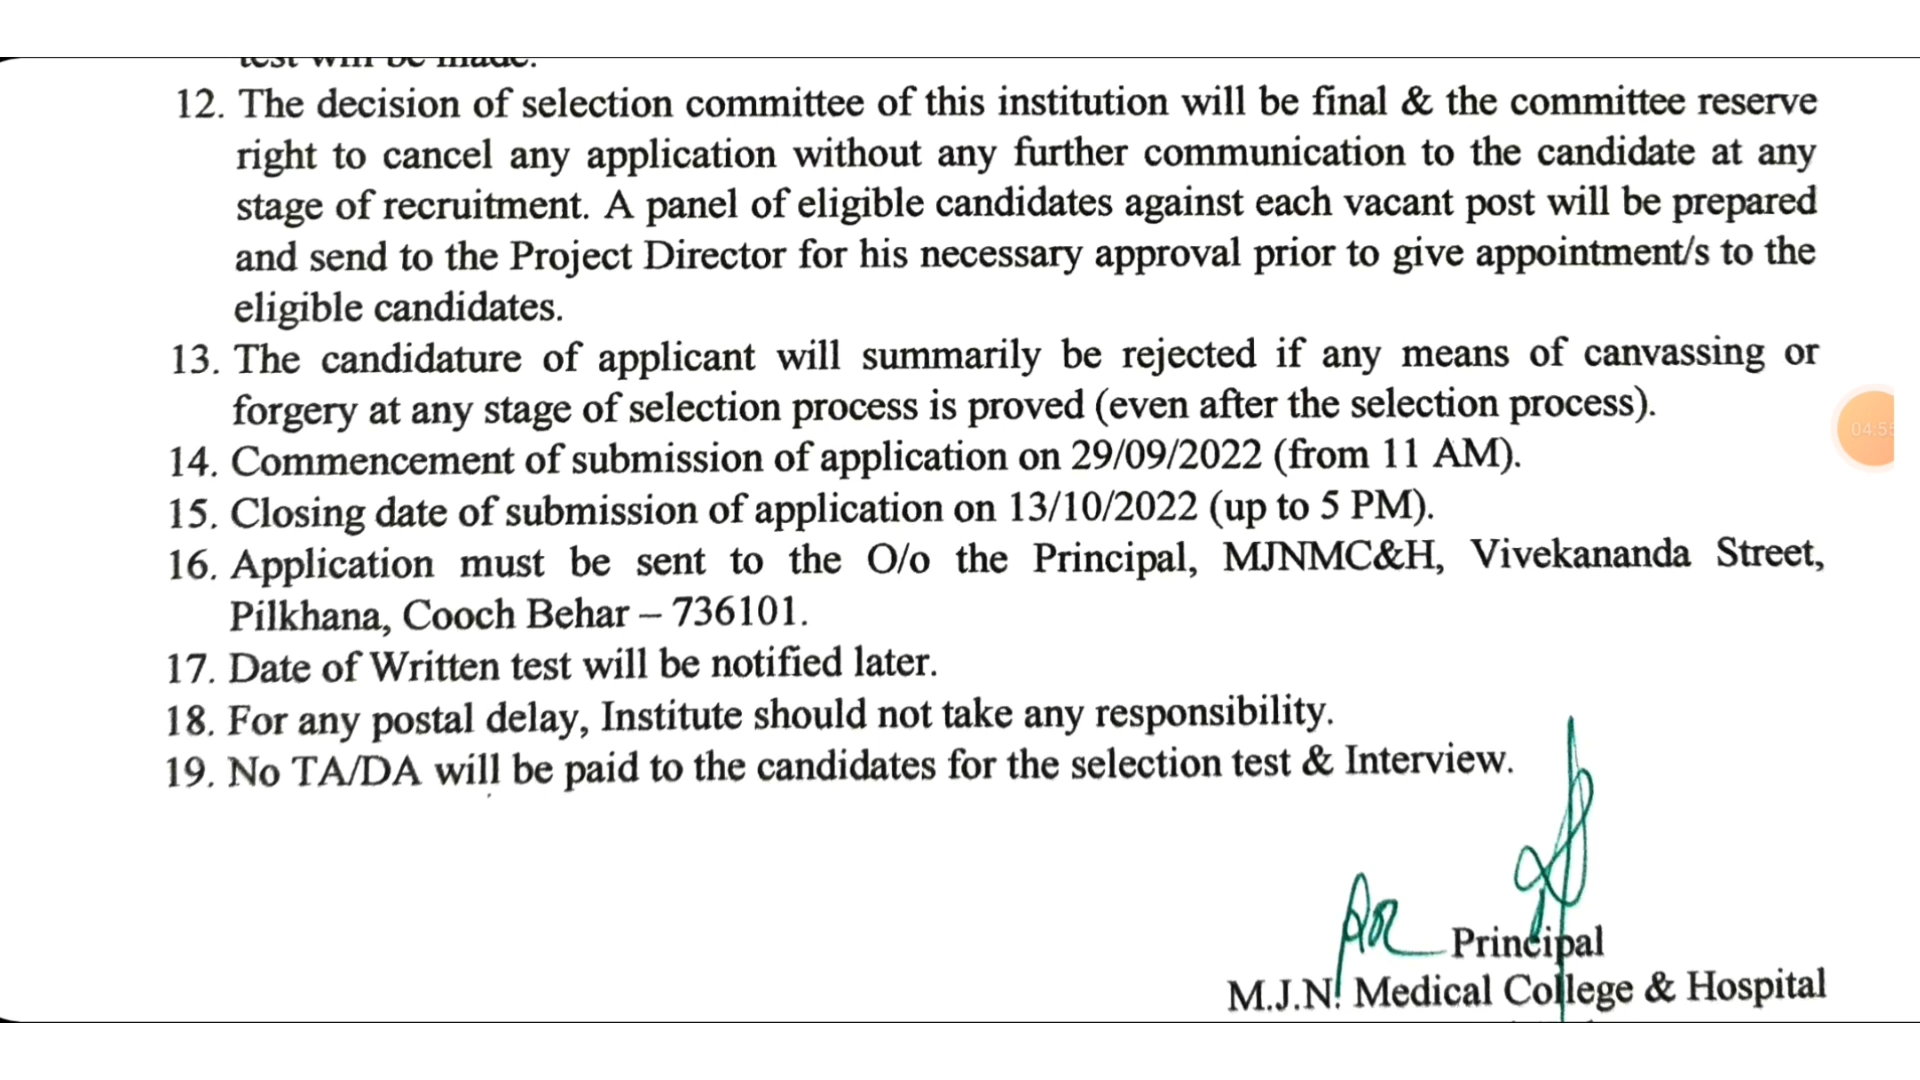 test will be made.
12. The decision of selection committee of this institution will be final & the committee reserve
right to cancel any application without any further communication to the candidate at any
stage of recruitment. A panel of eligible candidates against each vacant post will be prepared
and send to the Project Director for his necessary approval prior to give appointment/s to the
eligible candidates.
13. The candidature of applicant will summarily be rejected if any means of canvassing or
forgery at any stage of selection process is proved (even after the selection process).
14. Commencement of submission of application on 29/09/2022 (from 11 AM).
15. Closing date of submission of application on 13/10/2022 (up to 5 PM).
16. Application must be sent to the O/o the Principal, MJNMC&H, Vivekananda Street,
Pilkhana, Cooch Behar – 736101.
17. Date of Written test will be notified later.
18. For any postal delay, Institute should not take any responsibility.
19. No TA/DA will be paid to the candidates for the selection test & Interview.
Principal
M.J.N. Medical College & Hospital